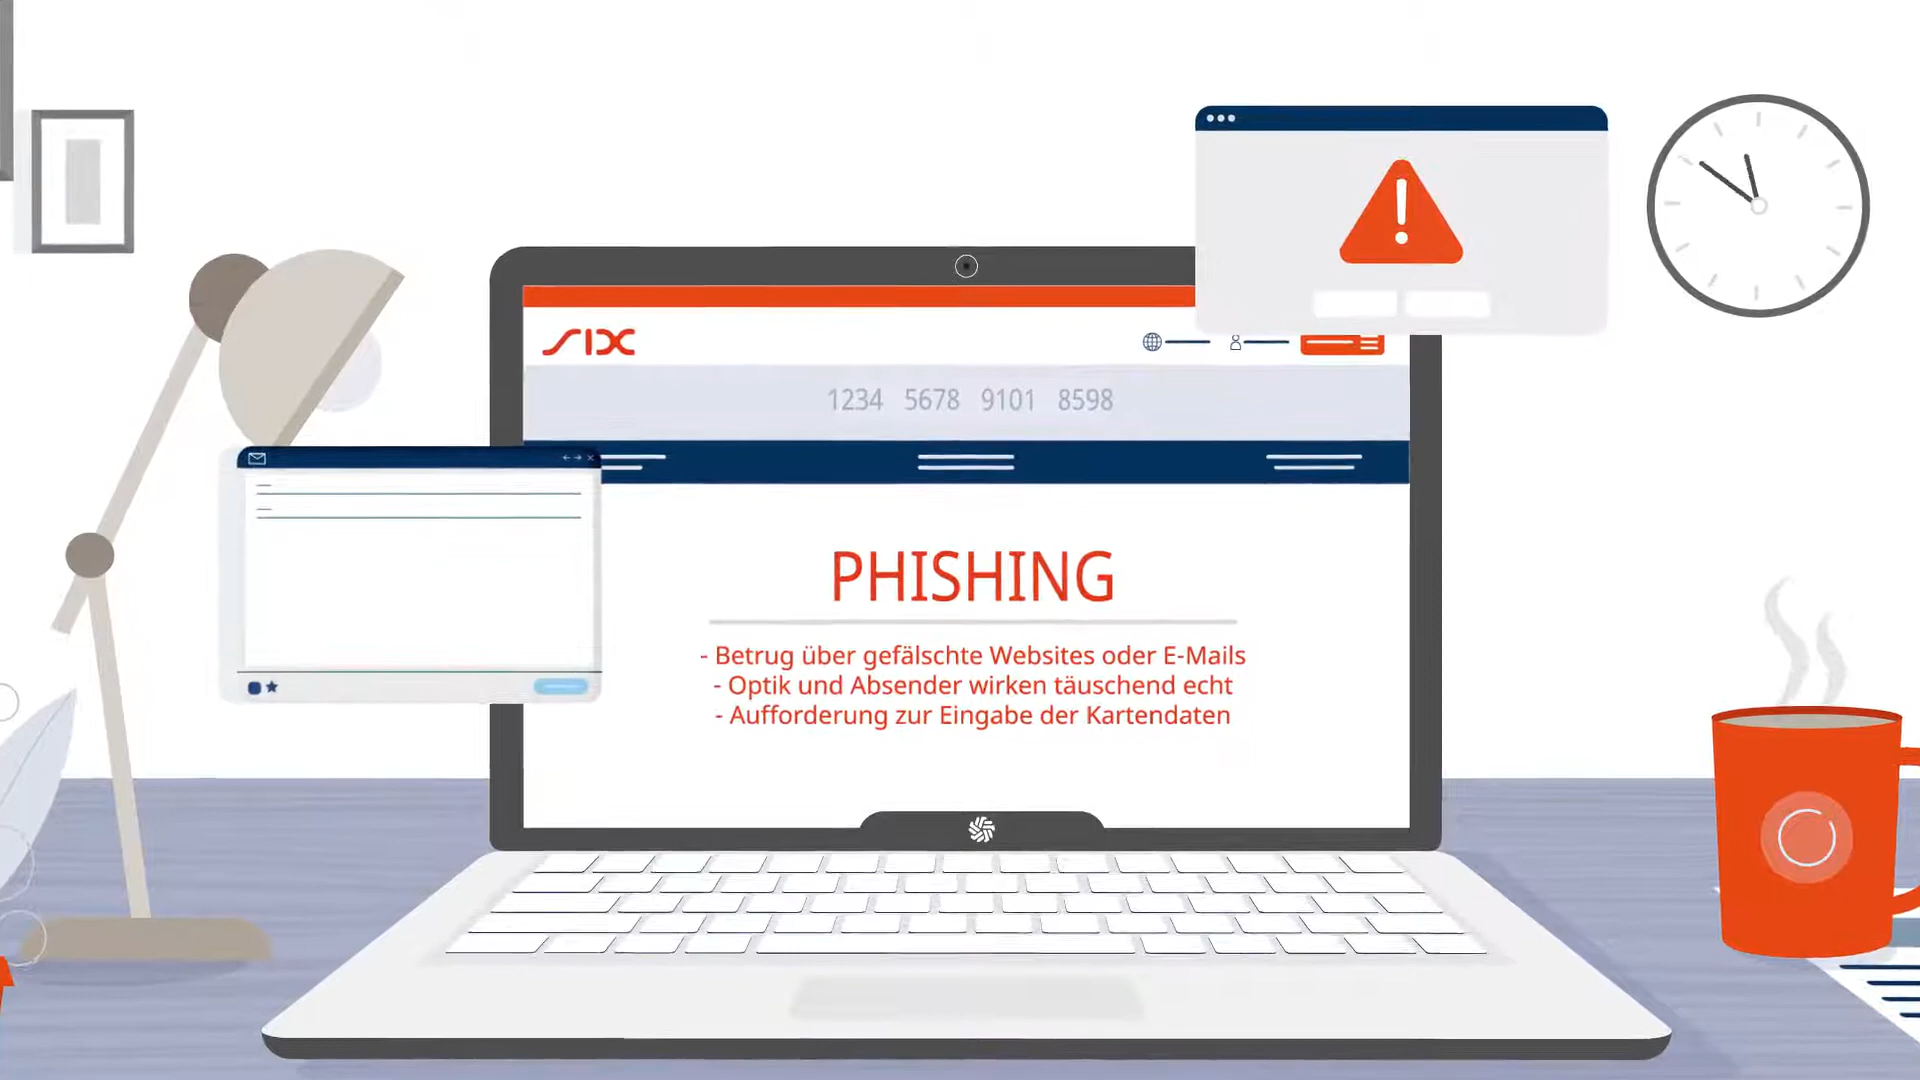 SIX
1234 5678 9101 8598
PHISHING
- Betrug über gefälschte Websites oder E-Mails
- Optik und Absender wirken täuschend echt
- Aufforderung zur Eingabe der Kartendaten